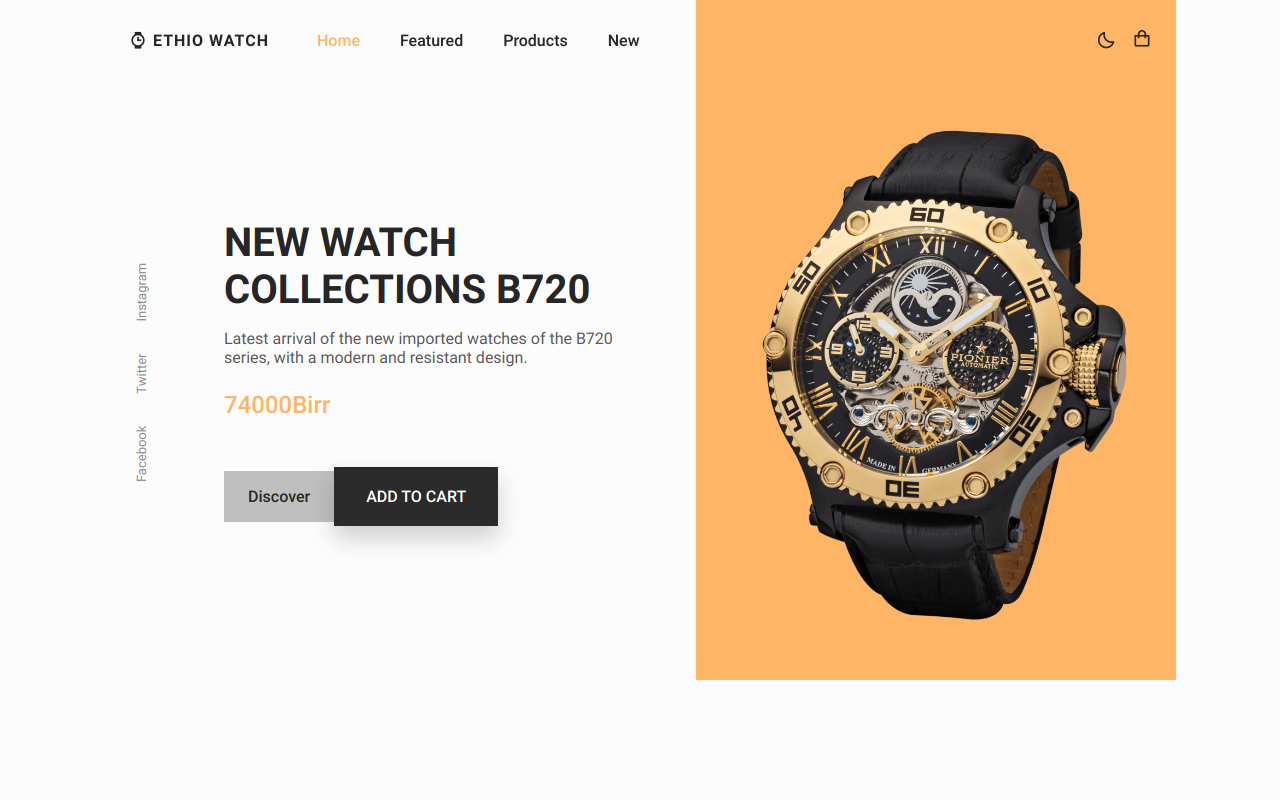 ETHIO WATCH
Home
Featured
Products
New
NEW WATCH
COLLECTIONS B720
Latest arrival of the new imported watches of the B720
series, with a modern and resistant design.
74000Birr
Discover
ADD TO CART
Instagram
Twitter
Facebook
60
10
20
30
40
50
XII
PIONIER
AUTOMATIC
MADE IN
GERMANY